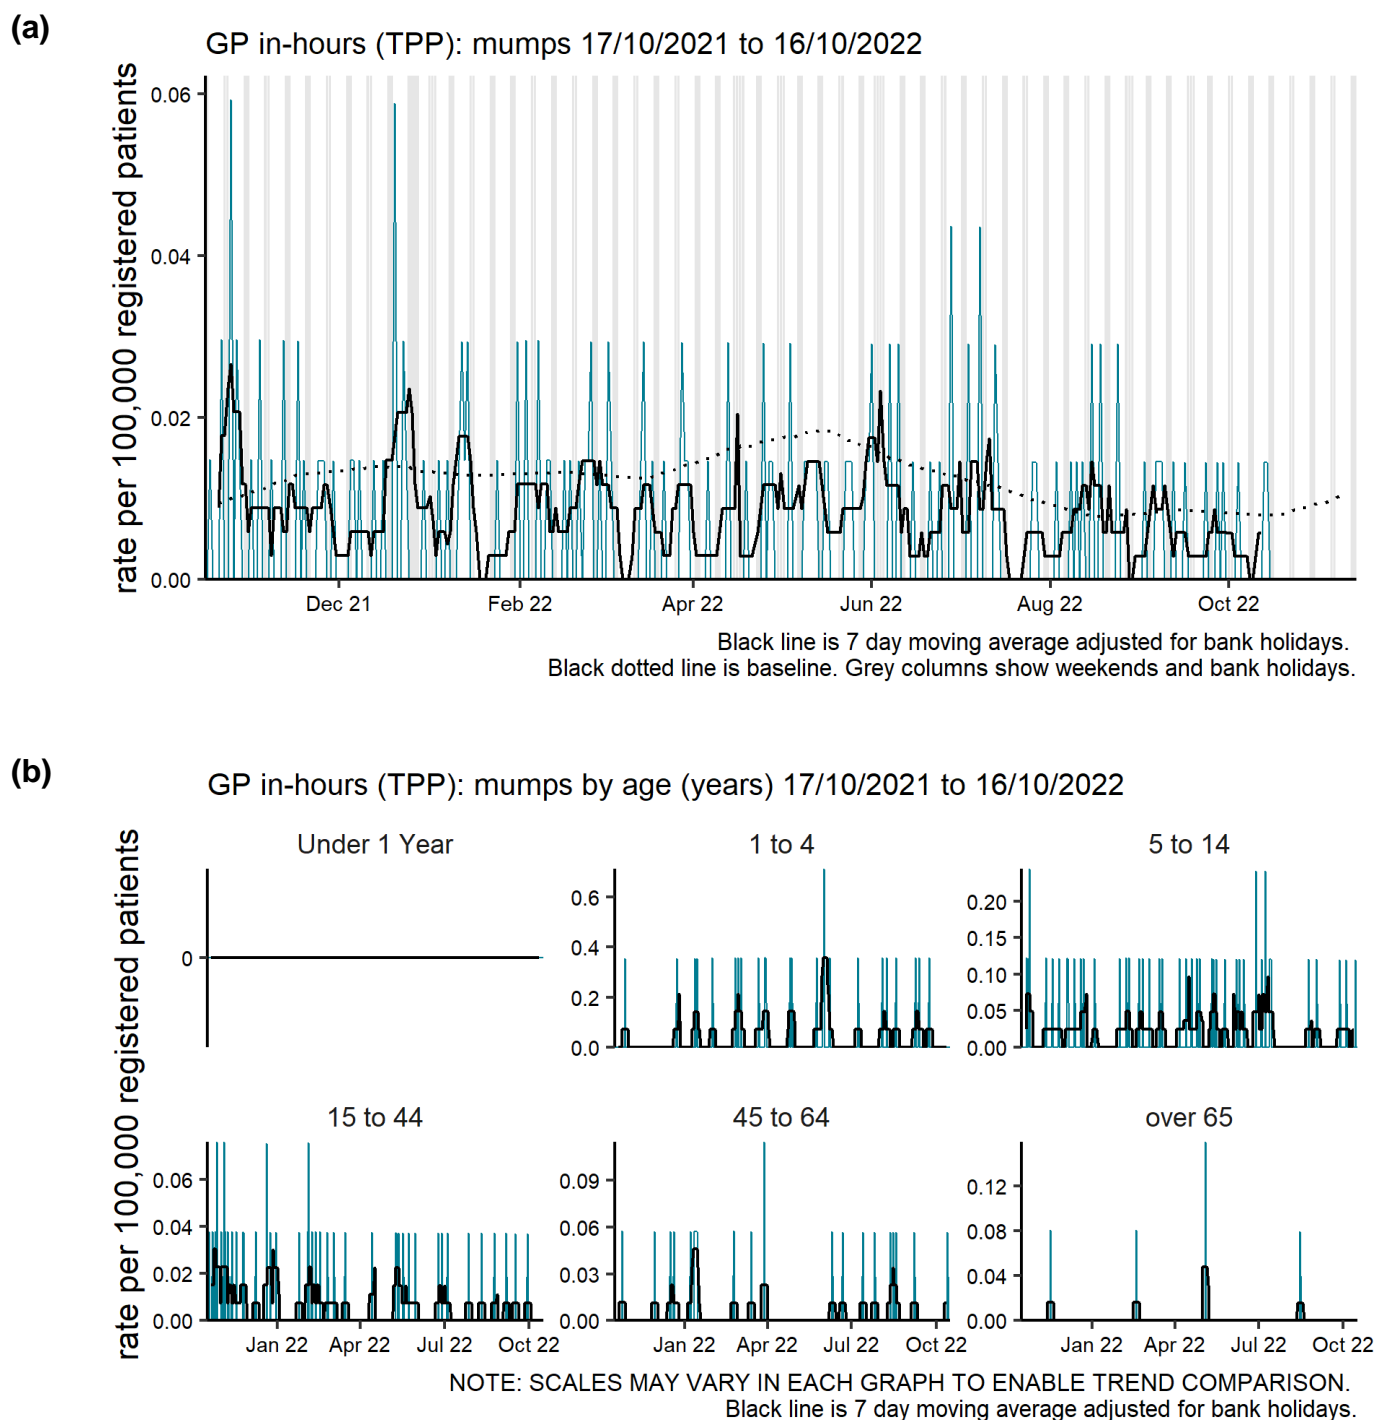 (a)
GP in-hours (TPP): mumps 17/10/2021 to 16/10/2022
rate per 100,000 registered patients
0.06
0.04
0.02
0.00
Dec 21 Feb 22 Apr 22 Jun 22 Aug 22 Oct 22
Black line is 7 day moving average adjusted for bank holidays.
Black dotted line is baseline. Grey columns show weekends and bank holidays.
(b)
GP in-hours (TPP): mumps by age (years) 17/10/2021 to 16/10/2022
rate per 100,000 registered patients
Under 1 Year
0
1 to 4
0.6
0.4
0.2
0.0
5 to 14
0.20
0.15
0.10
0.05
0.00
15 to 44
0.06
0.04
0.02
0.00
Jan 22 Apr 22 Jul 22 Oct 22
45 to 64
0.09
0.06
0.03
0.00
Jan 22 Apr 22 Jul 22 Oct 22
over 65
0.12
0.08
0.04
0.00
Jan 22 Apr 22 Jul 22 Oct 22
NOTE: SCALES MAY VARY IN EACH GRAPH TO ENABLE TREND COMPARISON.
Black line is 7 day moving average adjusted for bank holidays.